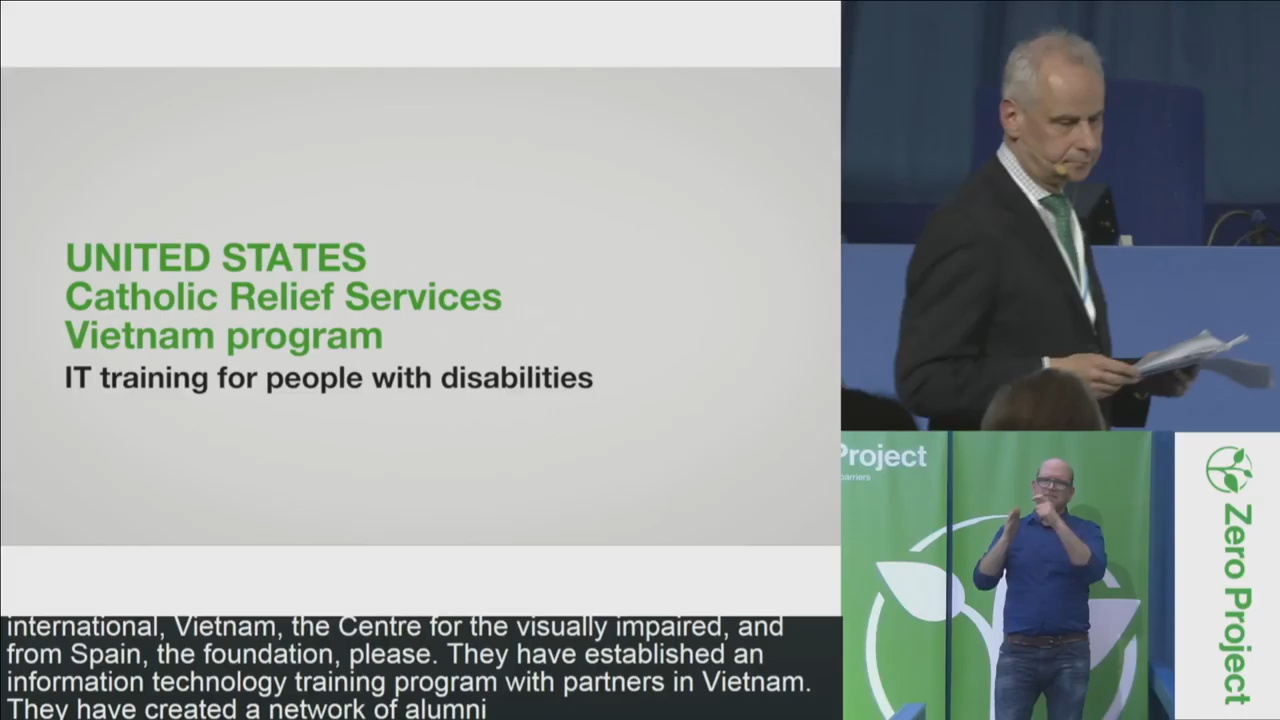 UNITED STATES
Catholic Relief Services
Vietnam program
IT training for people with disabilities
international, Vietnam, the Centre for the visually impaired, and
from Spain, the foundation, please. They have established an
information technology training program with partners in Vietnam.
They have created a network of alumni
Project
barriers
Zero Project